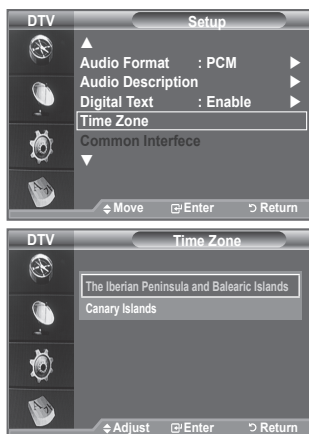 DTV
Setup
▲
Audio Format : PCM ►
Audio Description ►
Digital Text : Enable ►
Time Zone
Common Interfece
▼
Move Enter Return
DTV
Time Zone
The Iberian Peninsula and Balearic Islands
Canary Islands
Adjust Enter Return